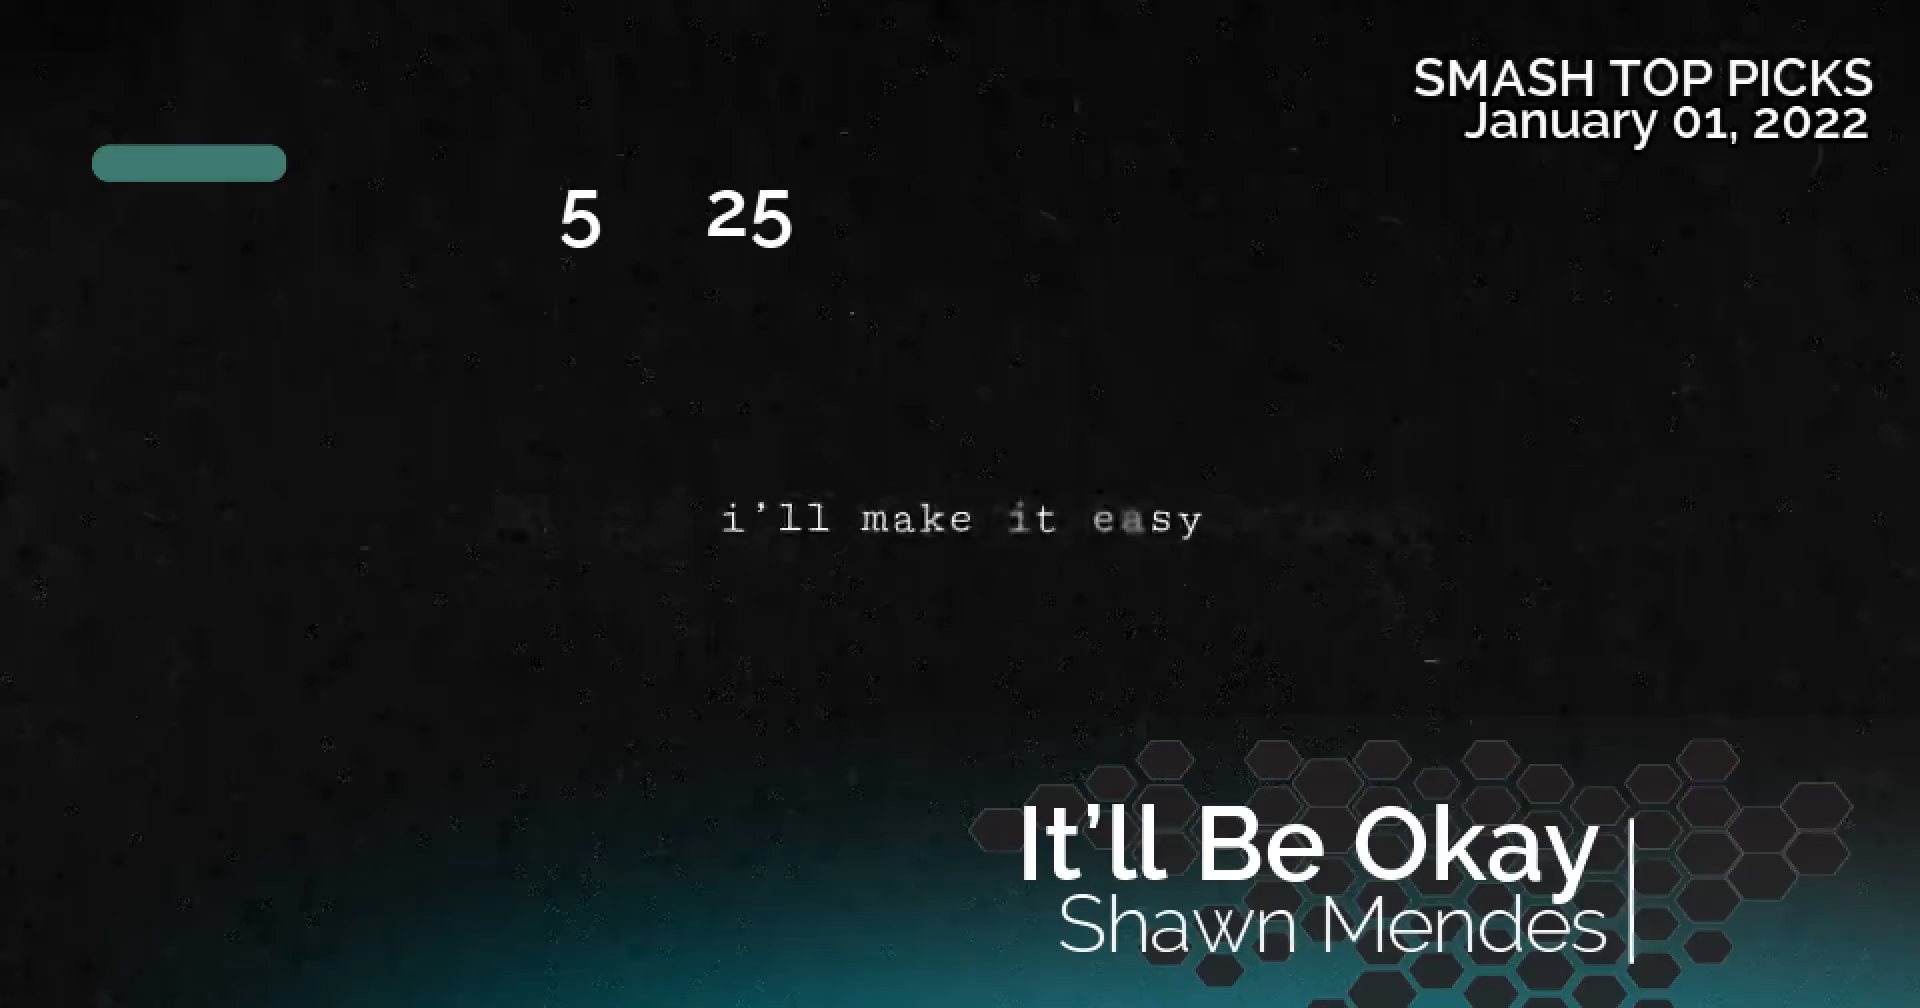 SMASH TOP PICKS
January 01, 2022
5 25
i'll make it easy
It'll Be Okay
Shawn Mendes